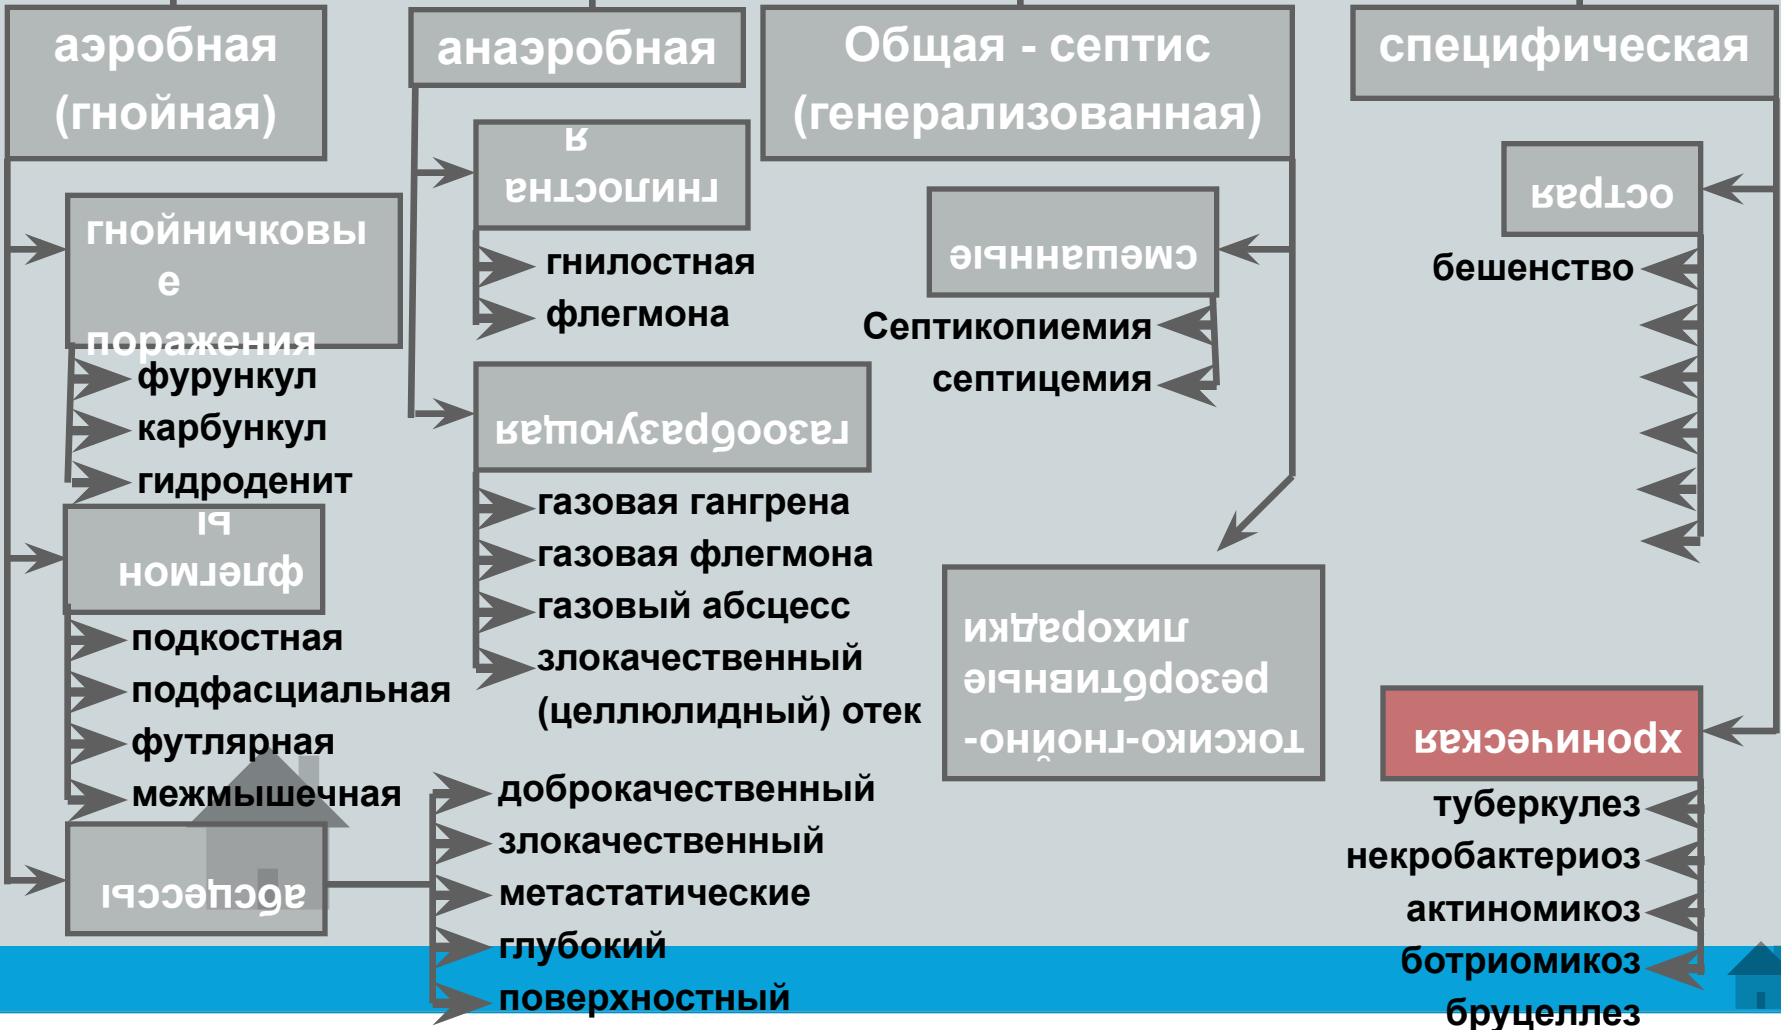 аэробная
(гнойная)
гнойничковы
е
поражения
фурункул
карбункул
гидроденит
флегмон
ы
подкостная
подфасциальная
футлярная
межмышечная
абсцессы
доброкачественный
злокачественный
метастатические
глубокий
поверхностный
анаэробная
гнилостна
я
гнилостная
флегмона
газообразующая
газовая гангрена
газовая флегмона
газовый абсцесс
злокачественный
(целлюлидный) отек
Общая - септис
(генерализованная)
смешанные
Септикопиемия
септицемия
токсико-гнойно-
резорбтивные
лихорадки
специфическая
острая
бешенство
хроническая
туберкулез
некробактериоз
актиномикоз
ботриомикоз
бруцеллез